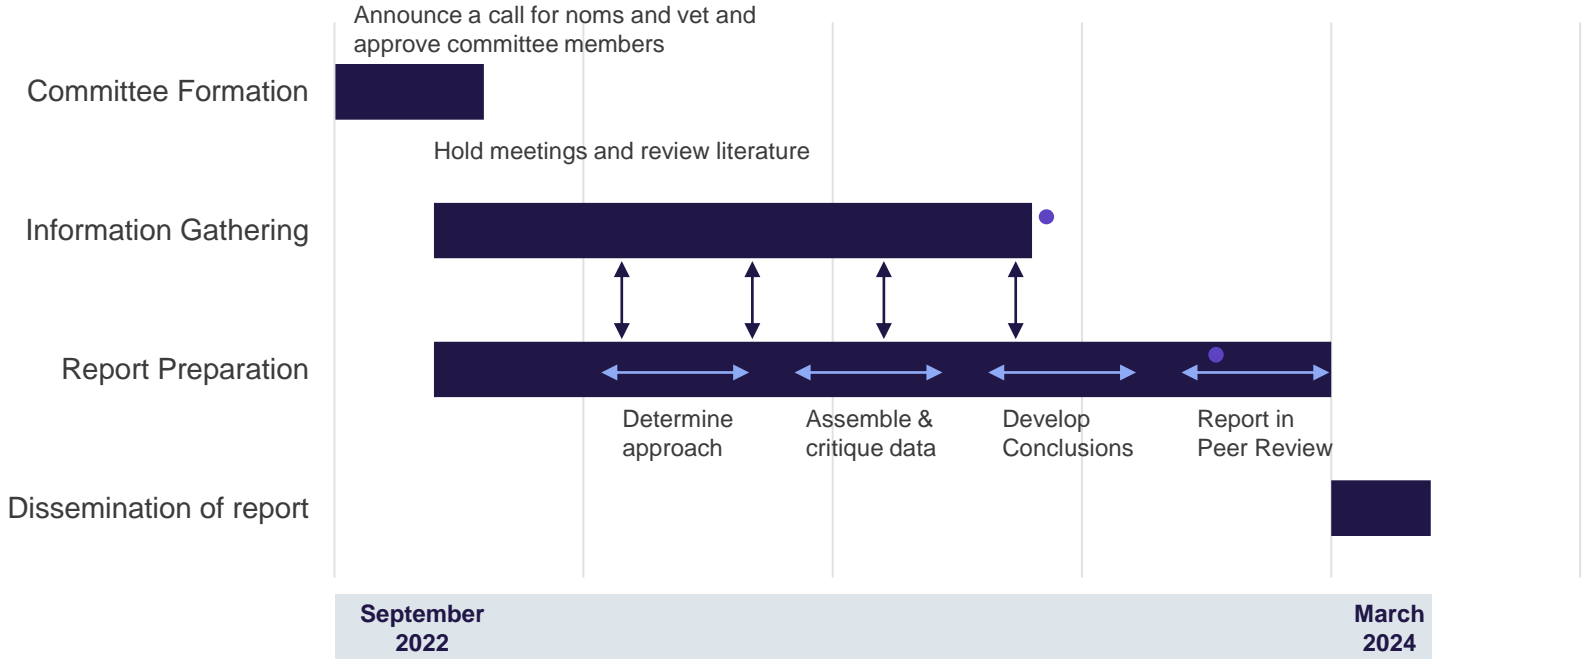 Announce a call for noms and vet and
approve committee members
Committee Formation
Hold meetings and review literature
Information Gathering
Report Preparation
Determine
approach
Assemble &
critique data
Develop
Conclusions
Report in
Peer Review
Dissemination of report
September
2022
March
2024